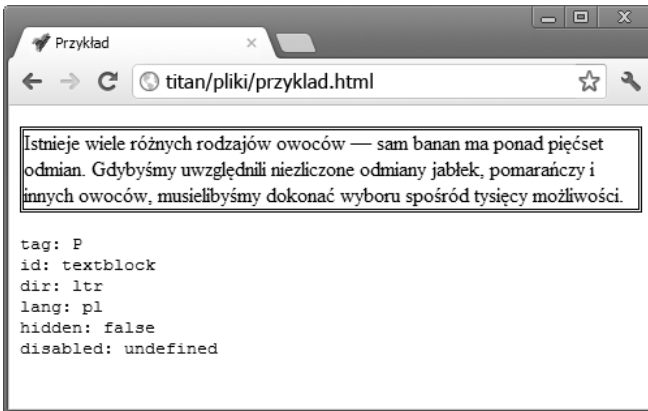 Przykład
titan/pliki/przyklad.html
Istnieje wiele różnych rodzajów owoców — sam banan ma ponad pięćset
odmian. Gdybyśmy uwzględnili niezliczone odmiany jabłek, pomarańczy i
innych owoców, musielibyśmy dokonać wyboru spośród tysięcy możliwości.
tag: P
id: textblock
dir: ltr
lang: pl
hidden: false
disabled: undefined